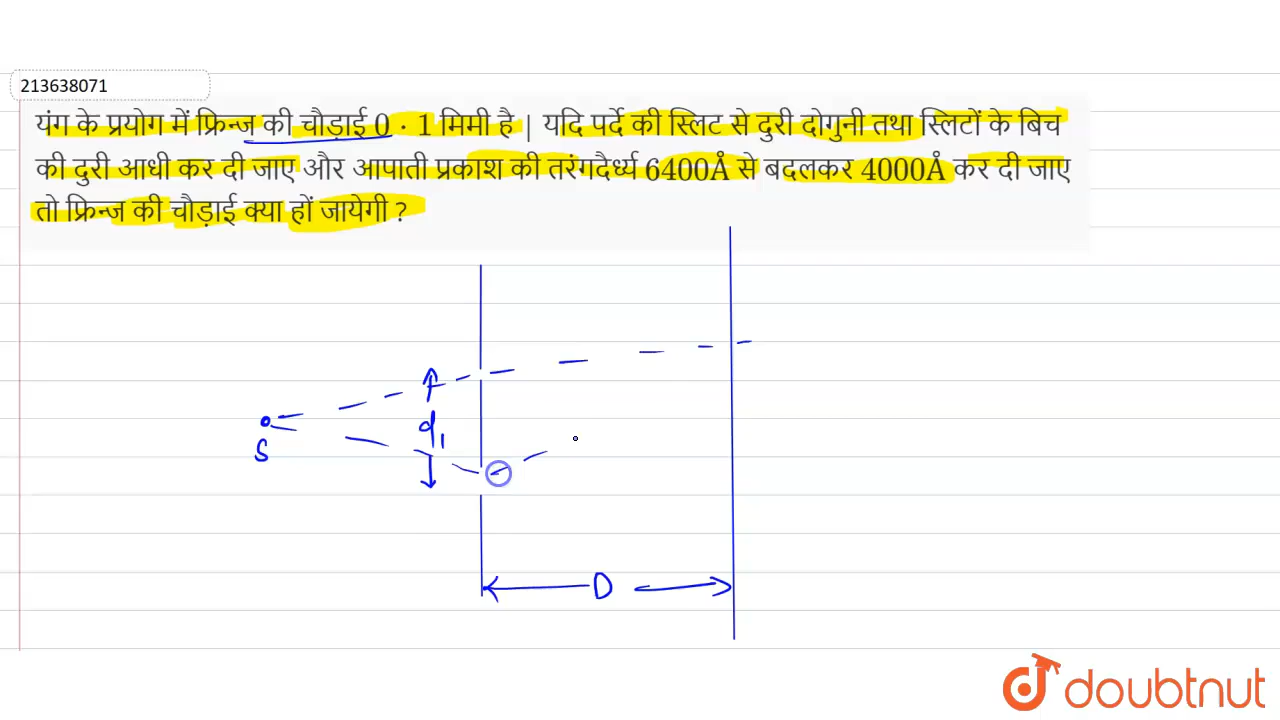 213638071
यंग के प्रयोग में फ्रिन्ज की चौड़ाई 0 · 1 मिमी है | यदि पर्दे की स्लिट से दुरी दोगुनी तथा स्लिटों के बिच
की दुरी आधी कर दी जाए और आपाती प्रकाश की तरंगदैर्ध्य 6400Å से बदलकर 4000Å कर दी जाए
तो फ्रिन्ज की चौड़ाई क्या हों जायेगी ?
S
d₁
D
doubtnut